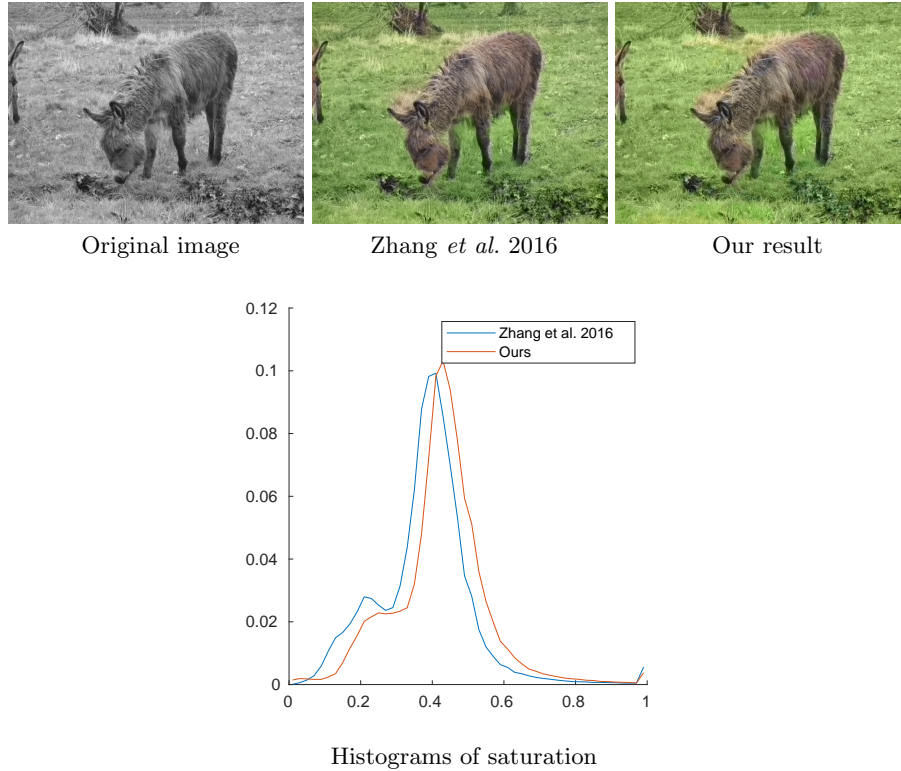 Original image
Zhang et al. 2016
Our result
0.12
Zhang et al. 2016
Ours
0.1
0.08
0.06
0.04
0.02
0
0 0.2 0.4 0.6 0.8 1
Histograms of saturation